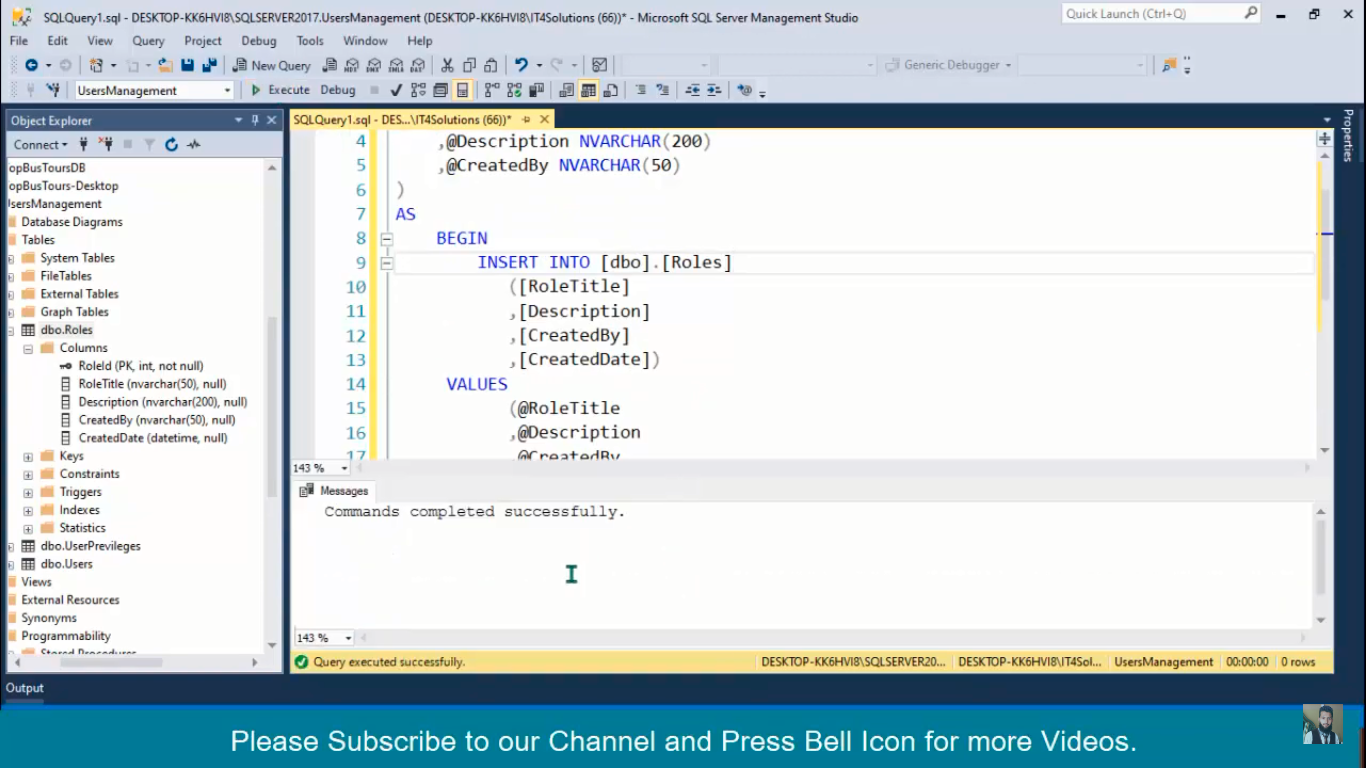 SQLQuery1.sql - DESKTOP-KK6HVI8\SQLSERVER2017.UsersManagement (DESKTOP-KK6HVI8\IT4Solutions (66))* - Microsoft SQL Server Management Studio
Quick Launch (Ctrl+Q)
File Edit View Query Project Debug Tools Window Help
New Query
Generic Debugger
UsersManagement
Execute Debug
Object Explorer
Connect
opBusToursDB
opBusTours-Desktop
UsersManagement
Database Diagrams
Tables
System Tables
FileTables
External Tables
Graph Tables
dbo.Roles
Columns
RoleId (PK, int, not null)
RoleTitle (nvarchar(50), null)
Description (nvarchar(200), null)
CreatedBy (nvarchar(50), null)
CreatedDate (datetime, null)
Keys
Constraints
Triggers
Indexes
Statistics
dbo.UserPrevileges
dbo.Users
Views
External Resources
Synonyms
Programmability
Stored Procedures
SQLQuery1.sql - DES...\IT4Solutions (66))*
4 ,@Description NVARCHAR(200)
5 ,@CreatedBy NVARCHAR(50)
6 )
7 AS
8 BEGIN
9 INSERT INTO [dbo].[Roles]
10 ([RoleTitle]
11 ,[Description]
12 ,[CreatedBy]
13 ,[CreatedDate])
14 VALUES
15 (@RoleTitle
16 ,@Description
17 ,@CreatedBy
143 %
Messages
Commands completed successfully.
143 %
Query executed successfully.
DESKTOP-KK6HVI8\SQLSERVER20... DESKTOP-KK6HVI8\IT4Sol... UsersManagement 00:00:00 0 rows
Properties
Output
Please Subscribe to our Channel and Press Bell Icon for more Videos.